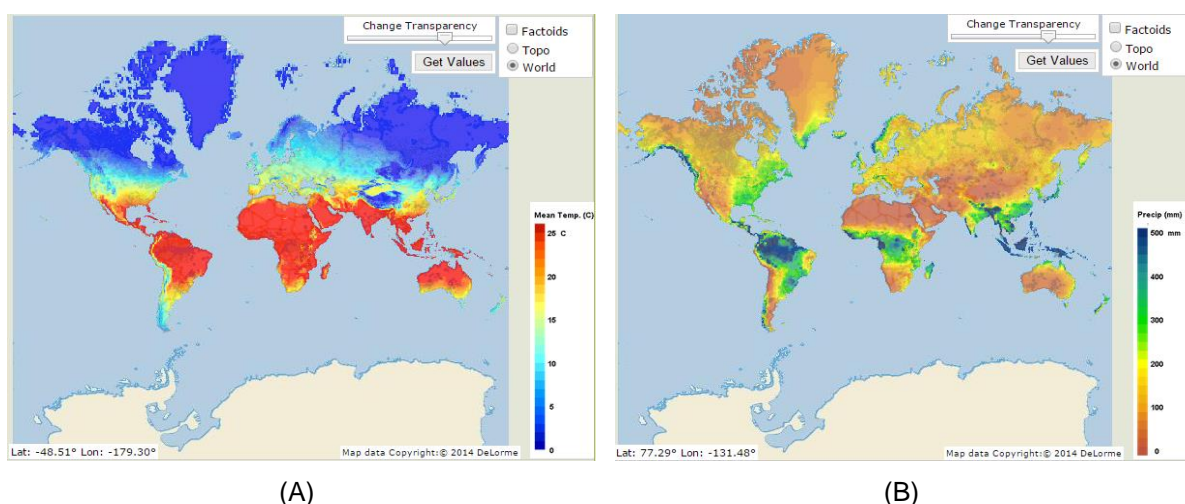 Change Transparency
Factoids
Topo
World
Get Values
Mean Temp. (C)
25 C
20
15
10
5
0
Lat: -48.51° Lon: -179.30°
Map data Copyright:© 2014 DeLorme
(A)
Change Transparency
Factoids
Topo
World
Get Values
Precip (mm)
500 mm
400
300
200
100
0
Lat: 77.29° Lon: -131.48°
Map data Copyright:© 2014 DeLorme
(B)